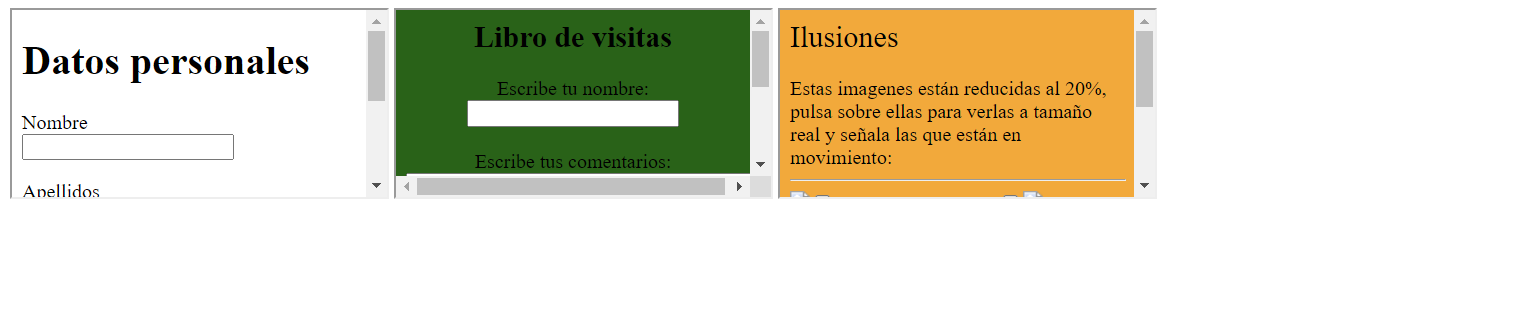 Datos personales
Nombre
Apellidos
Libro de visitas
Escribe tu nombre:
Escribe tus comentarios:
Ilusiones
Estas imagenes están reducidas al 20%,
pulsa sobre ellas para verlas a tamaño
real y señala las que están en
movimiento: